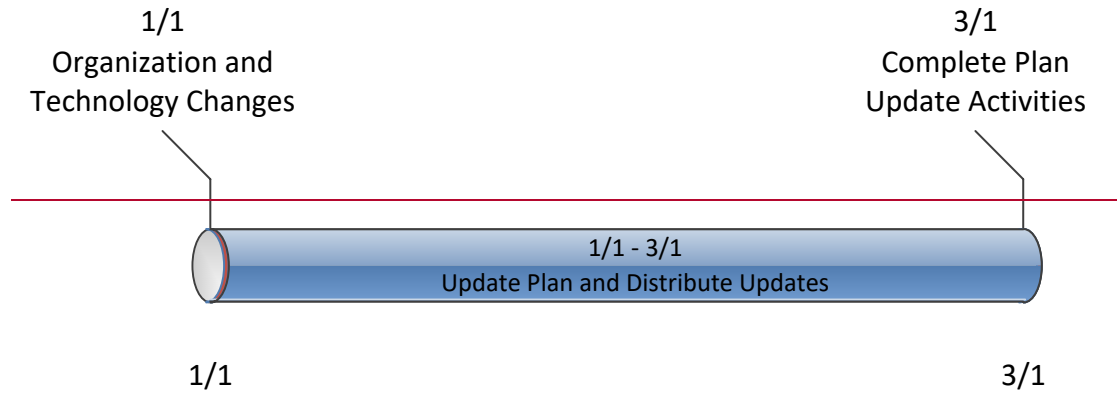 1/1
Organization and
Technology Changes
3/1
Complete Plan
Update Activities
1/1 - 3/1
Update Plan and Distribute Updates
1/1
3/1